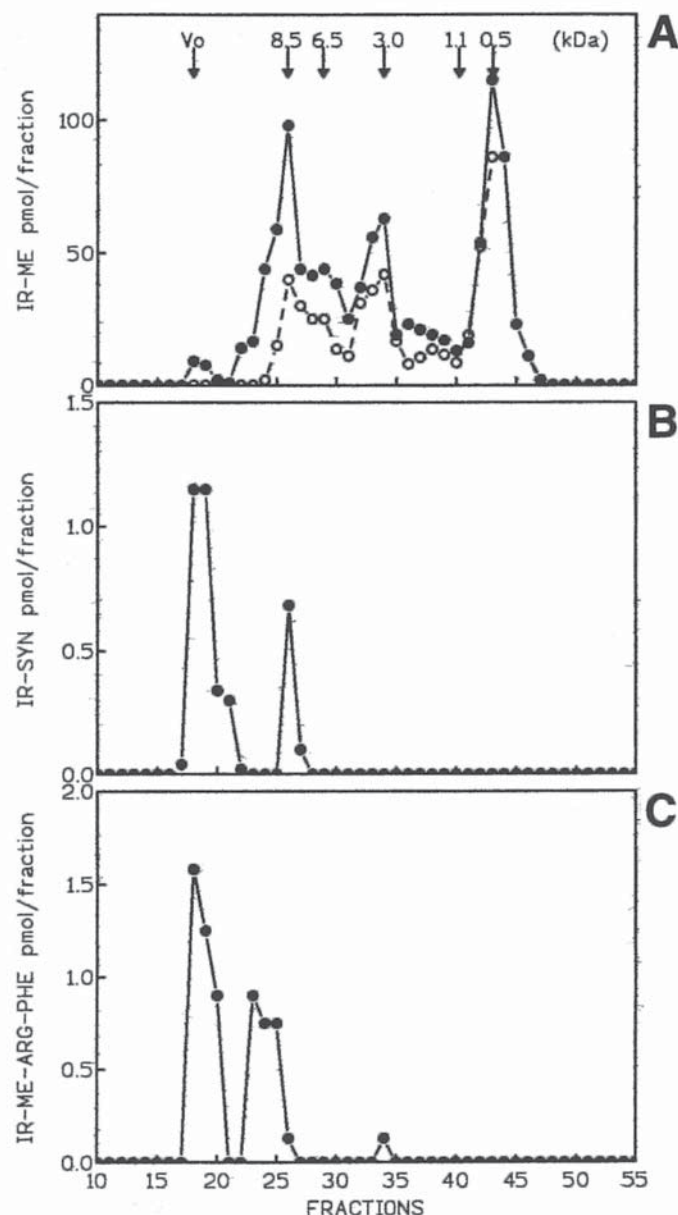 Vo 8.5 6.5 3.0 1.1 0.5 (kDa) A
100
50
0
IR-ME pmol/fraction
B
1.5
1.0
0.5
0.0
IR-SYN pmol/fraction
C
2.0
1.5
1.0
0.5
0.0
IR-ME-ARG-PHE pmol/fraction
10 15 20 25 30 35 40 45 50 55
FRACTIONS